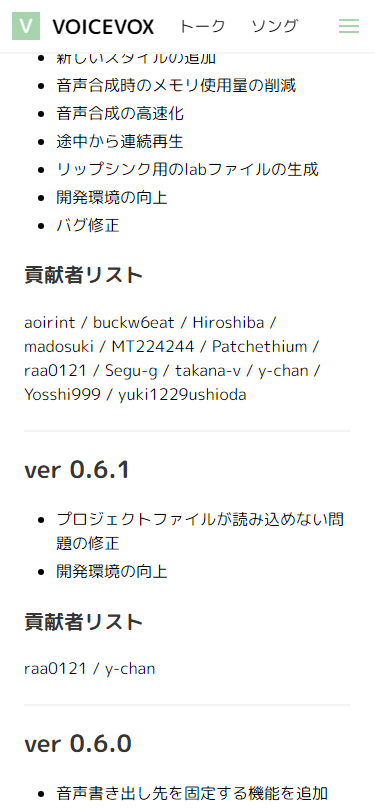 V VOICEVOX トーク ソング
新しいスタイルの追加
音声合成時のメモリ使用量の削減
音声合成の高速化
途中から連続再生
リップシンク用のlabファイルの生成
開発環境の向上
バグ修正
貢献者リスト
aoirint / buckw6eat / Hiroshiba /
madosuki / MT224244 / Patchethium /
raa0121 / Segu-g / takana-v / y-chan /
Yosshi999 / yuki1229ushioda
ver 0.6.1
プロジェクトファイルが読み込めない問
題の修正
開発環境の向上
貢献者リスト
raa0121 / y-chan
ver 0.6.0
音声書き出し先を固定する機能を追加